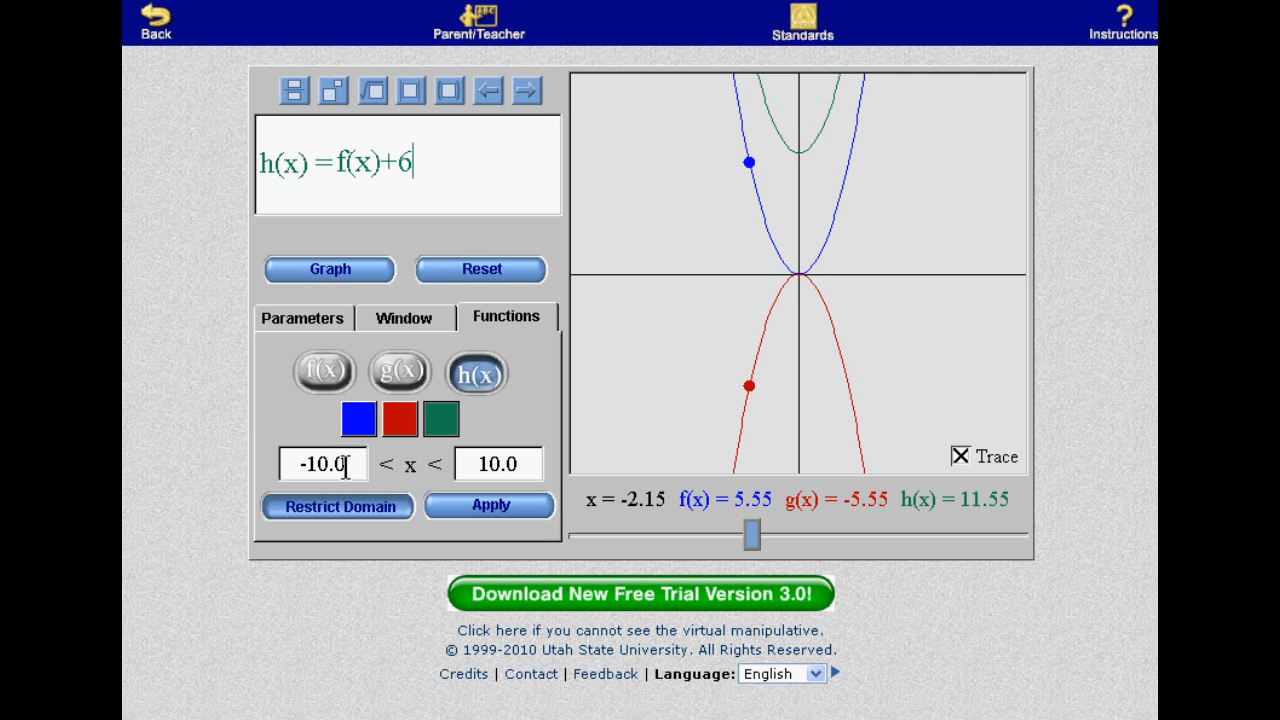 Back Parent/Teacher Standards Instructions
ABC
h(x) = f(x)+6
Graph Reset
Parameters Window Functions
f(x) g(x) h(x)
-10.0 < x < 10.0
Restrict Domain Apply
Trace
x = -2.15 f(x) = 5.55 g(x) = -5.55 h(x) = 11.55
Download New Free Trial Version 3.0!
Click here if you cannot see the virtual manipulative.
© 1999-2010 Utah State University. All Rights Reserved.
Credits | Contact | Feedback | Language: English